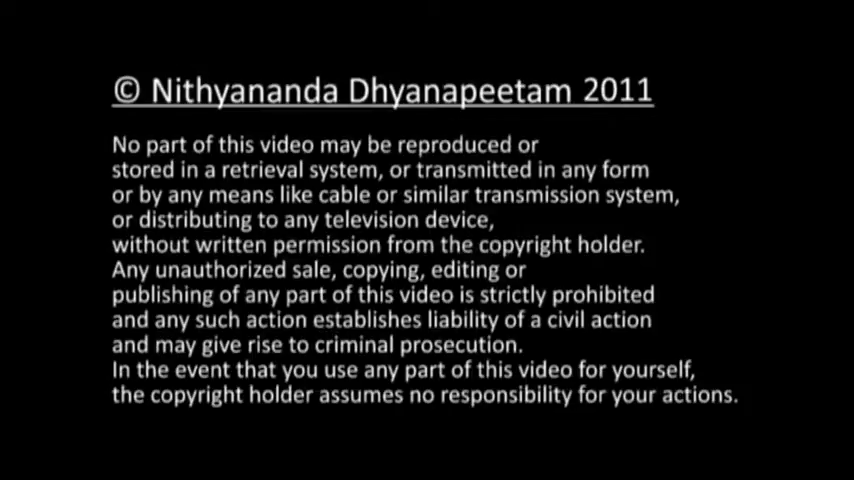 © Nithyananda Dhyanapeetam 2011
No part of this video may be reproduced or
stored in a retrieval system, or transmitted in any form
or by any means like cable or similar transmission system,
or distributing to any television device,
without written permission from the copyright holder.
Any unauthorized sale, copying, editing or
publishing of any part of this video is strictly prohibited
and any such action establishes liability of a civil action
and may give rise to criminal prosecution.
In the event that you use any part of this video for yourself,
the copyright holder assumes no responsibility for your actions.